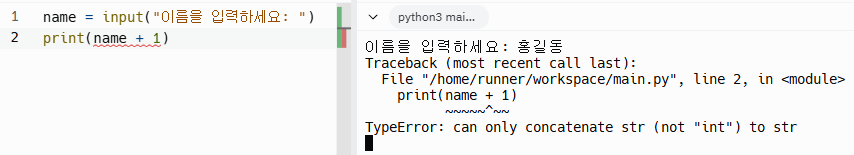 1 name = input("이름을 입력하세요: ")
2 print(name + 1)
python3 mai...
이름을 입력하세요: 홍길동
Traceback (most recent call last):
  File "/home/runner/workspace/main.py", line 2, in <module>
    print(name + 1)
          ~~~~~^~~
TypeError: can only concatenate str (not "int") to str